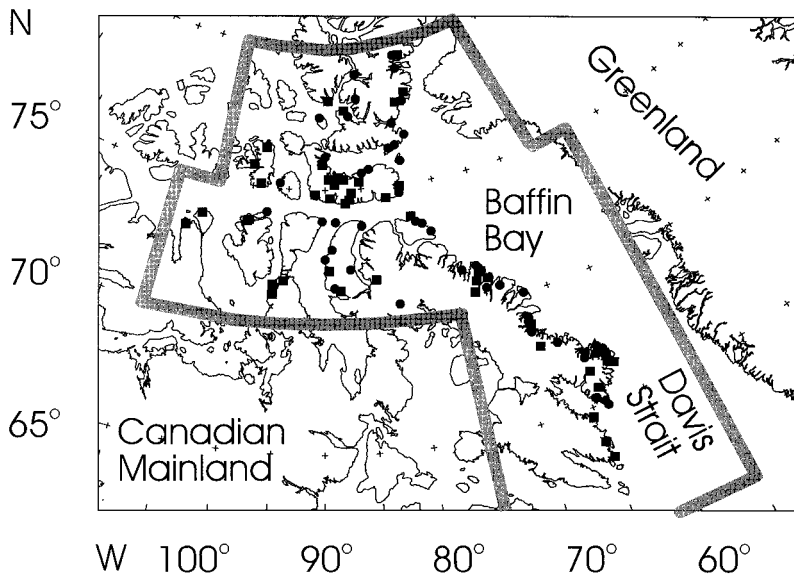 N
Greenland
75°
Baffin
Bay
70°
Davis
Strait
65°
Canadian
Mainland
W 100° 90° 80° 70° 60°